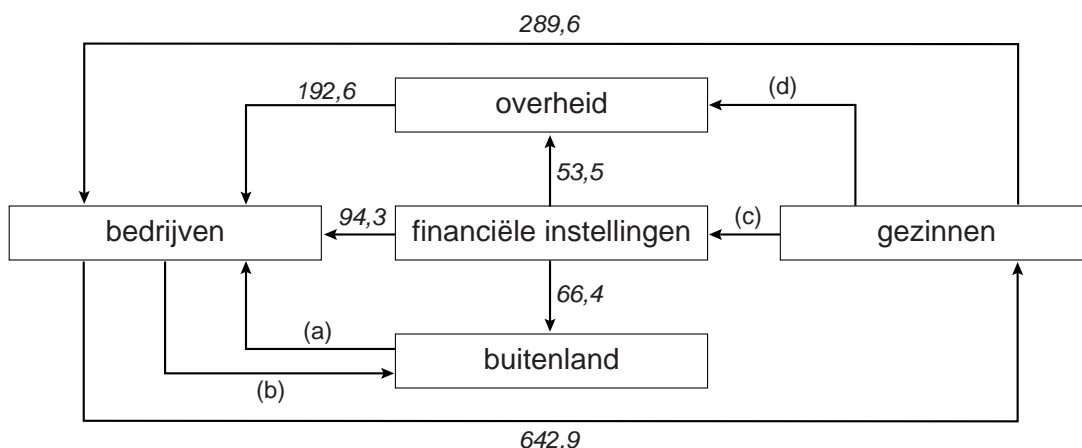 289,6
192,6
overheid
(d)
53,5
bedrijven
94,3
financiële instellingen
(c)
gezinnen
66,4
(a)
buitenland
(b)
642,9